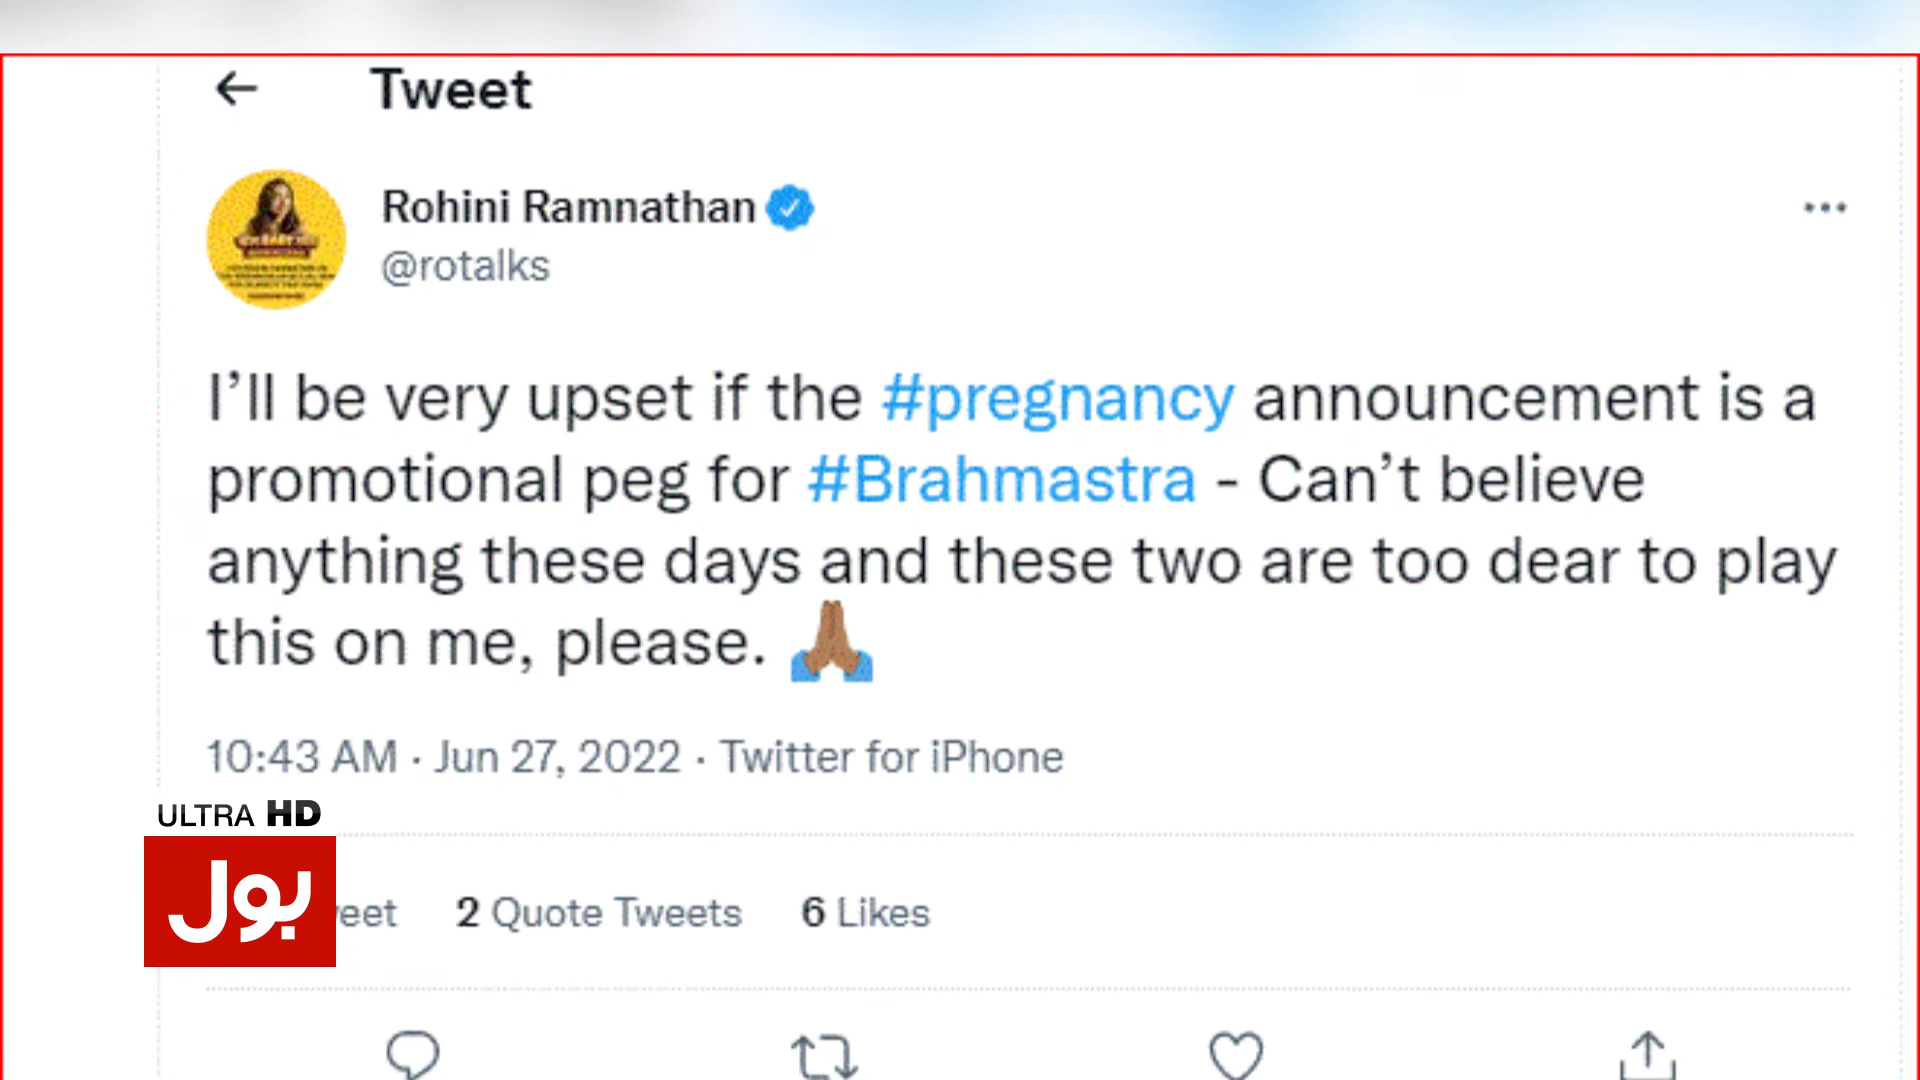 Tweet
Rohini Ramnathan
@rotalks
I’ll be very upset if the #pregnancy announcement is a
promotional peg for #Brahmastra - Can’t believe
anything these days and these two are too dear to play
this on me, please. 🙏🏾
10:43 AM · Jun 27, 2022 · Twitter for iPhone
ULTRA HD
بول
eet 2 Quote Tweets 6 Likes